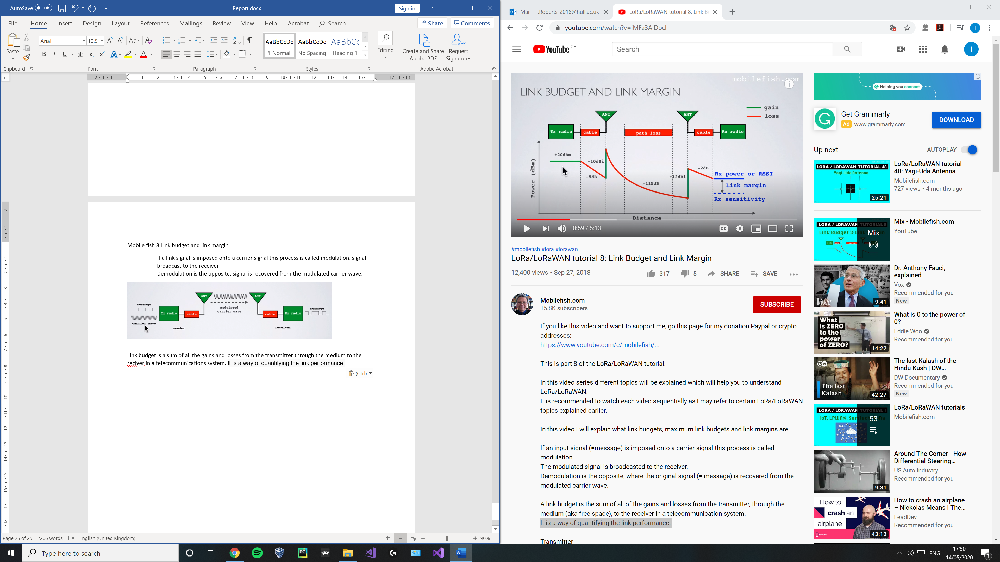 AutoSave Off
Report.docx
Sign in
File Home Insert Design Layout References Mailings Review View Help Acrobat Search
Share Comments
Paste
Arial 10.5
AaBbCcDd AaBbCcDd AaBbCc
¶ Normal No Spacing Heading 1
Editing
Create and Share Adobe PDF
Request Signatures
Clipboard Font Paragraph Styles Adobe Acrobat
Mobile fish 8 Link budget and link margin
- If a link signal is imposed onto a carrier signal this process is called modulation, signal
broadcast to the receiver
- Demodulation is the opposite, signal is recovered from the modulated carrier wave.
message
carrier wave
Tx radio
cable
ANT
modulated
carrier wave
ANT
cable
Rx radio
message
sender
receiver
Link budget is a sum of all the gains and losses from the transmitter through the medium to the
reciver in a telecommunications system. It is a way of quantifying the link performance.
(Ctrl)
Page 25 of 25 2206 words English (United Kingdom)
90%
Type here to search
Mail – I.Roberts-2016@hull.ac.uk
LoRa/LoRaWAN tutorial 8: Link B
youtube.com/watch?v=jMFa3AiDbcI
YouTube GB
Search
mobilefish.com
LINK BUDGET AND LINK MARGIN
gain
loss
ANT
ANT
Tx radio
cable
path loss
cable
Rx radio
Power (dBm)
+20dBm
+10dBi
-5dB
-115dB
+12dBi
-2dB
Rx power or RSSI
Link margin
Rx sensitivity
Distance
0:59 / 5:13
#mobilefish #lora #lorawan
LoRa/LoRaWAN tutorial 8: Link Budget and Link Margin
12,400 views • Sep 27, 2018
317 5 SHARE SAVE
Mobilefish.com
15.8K subscribers
SUBSCRIBE
If you like this video and want to support me, go this page for my donation Paypal or crypto
addresses:
https://www.youtube.com/c/mobilefish/...
This is part 8 of the LoRa/LoRaWAN tutorial.
In this video series different topics will be explained which will help you to understand
LoRa/LoRaWAN.
It is recommended to watch each video sequentially as I may refer to certain LoRa/LoRaWAN
topics explained earlier.
In this video I will explain what link budgets, maximum link budgets and link margins are.
If an input signal (=message) is imposed onto a carrier signal this process is called
modulation.
The modulated signal is broadcasted to the receiver.
Demodulation is the opposite, where the original signal (= message) is recovered from the
modulated carrier wave.
A link budget is the sum of all of the gains and losses from the transmitter, through the
medium (aka free space), to the receiver in a telecommunication system.
It is a way of quantifying the link performance.
Transmitter
Helping you connect
Get Grammarly
Ad www.grammarly.com
DOWNLOAD
Up next
AUTOPLAY
LORA / LORAWAN TUTORIAL 48
Yagi-Uda Antenna
25:21
LoRa/LoRaWAN tutorial
48: Yagi-Uda Antenna
Mobilefish.com
727 views • 4 months ago
LORA / LORAWAN TUTORIAL 8
Mix
Mix - Mobilefish.com
YouTube
Vox
9:41
Dr. Anthony Fauci,
explained
Vox
Recommended for you
New
What
is ZERO
to the
power
of ZERO?
14:22
What is 0 to the power of
0?
Eddie Woo
Recommended for you
DW
The last
Kalash
42:27
The last Kalash of the
Hindu Kush | DW...
DW Documentary
Recommended for you
New
LORA / LORAWAN TUTORIAL 1
53
LoRa/LoRaWAN tutorials
Mobilefish.com
9:31
Around The Corner - How
Differential Steering...
US Auto Industry
Recommended for you
How to
crash an
airplane
LeadDev
43:13
How to crash an airplane
– Nickolas Means | The...
LeadDev
Recommended for you
ENG
17:50
14/05/2020
3